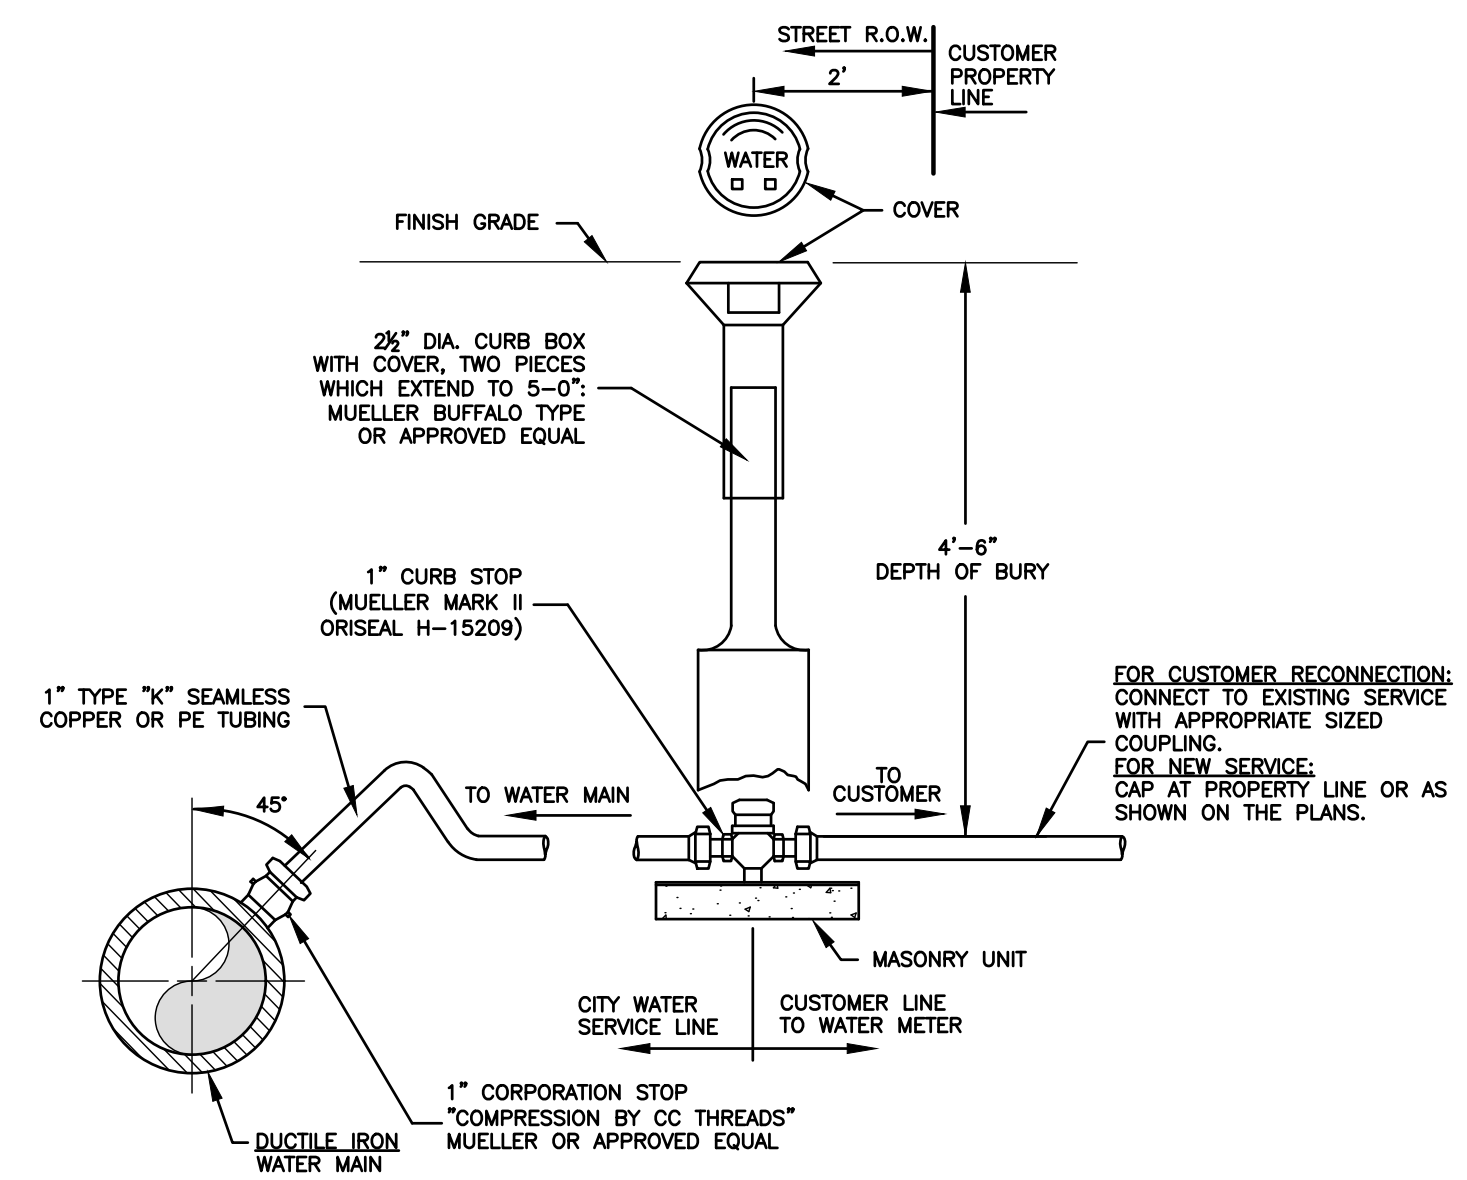 STREET R.O.W.
CUSTOMER
PROPERTY
LINE
2'
WATER
COVER
FINISH GRADE
2½" DIA. CURB BOX
WITH COVER, TWO PIECES
WHICH EXTEND TO 5-0":
MUELLER BUFFALO TYPE
OR APPROVED EQUAL
4'-6"
DEPTH OF BURY
1" CURB STOP
(MUELLER MARK II
ORISEAL H-15209)
1" TYPE "K" SEAMLESS
COPPER OR PE TUBING
FOR CUSTOMER RECONNECTION:
CONNECT TO EXISTING SERVICE
WITH APPROPRIATE SIZED
COUPLING.
FOR NEW SERVICE:
CAP AT PROPERTY LINE OR AS
SHOWN ON THE PLANS.
45°
TO WATER MAIN
TO
CUSTOMER
MASONRY UNIT
CITY WATER
SERVICE LINE
CUSTOMER LINE
TO WATER METER
1" CORPORATION STOP
"COMPRESSION BY CC THREADS"
MUELLER OR APPROVED EQUAL
DUCTILE IRON
WATER MAIN